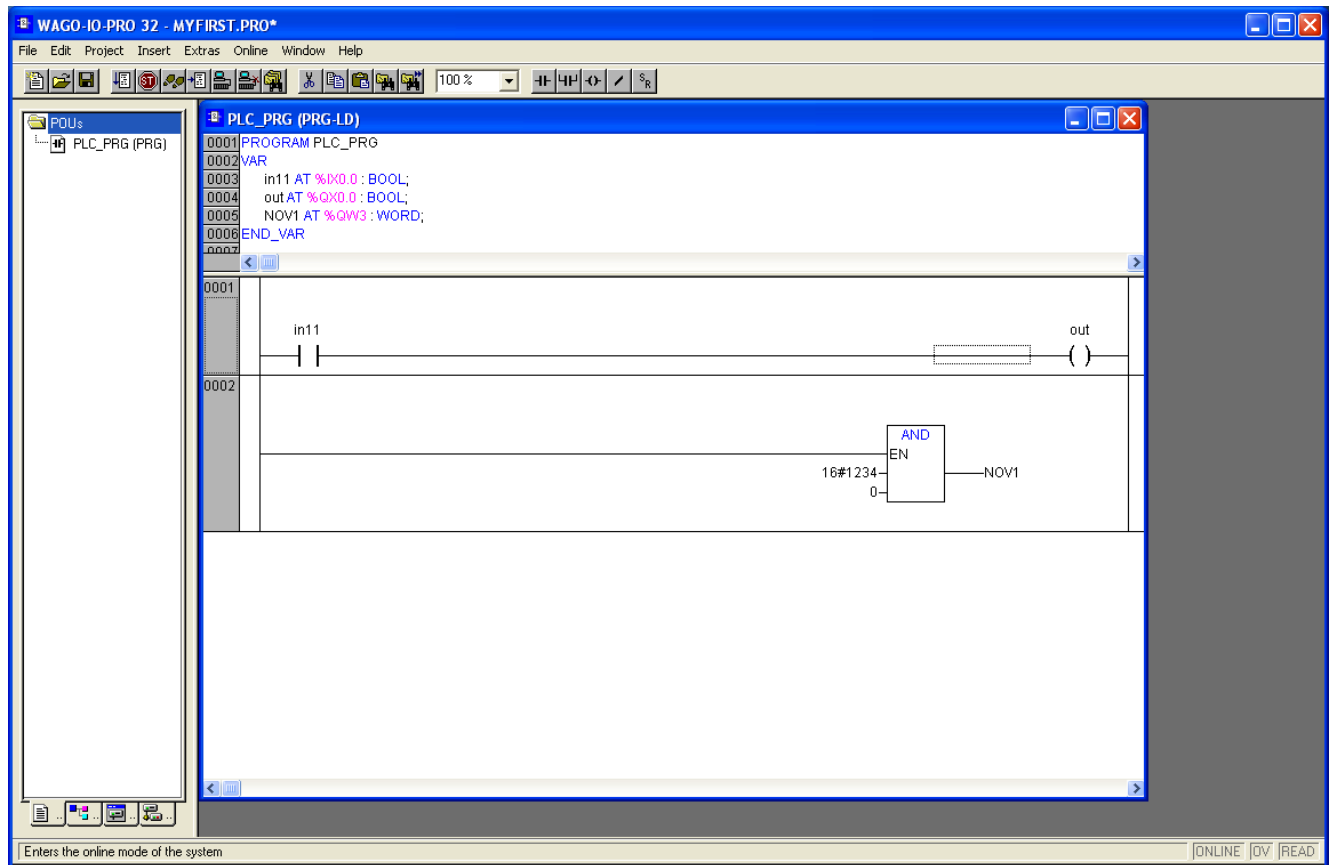 WAGO-IO-PRO 32 - MYFIRST.PRO*
File Edit Project Insert Extras Online Window Help
100 %
S R
POUs
PLC_PRG (PRG)
PLC_PRG (PRG-LD)
0001 PROGRAM PLC_PRG
0002 VAR
0003 in11 AT %IX0.0 : BOOL;
0004 out AT %QX0.0 : BOOL;
0005 NOV1 AT %QW3 : WORD;
0006 END_VAR
0007
0001
in11 out
0002
AND
EN
16#1234 NOV1
0
Enters the online mode of the system ONLINE OV READ